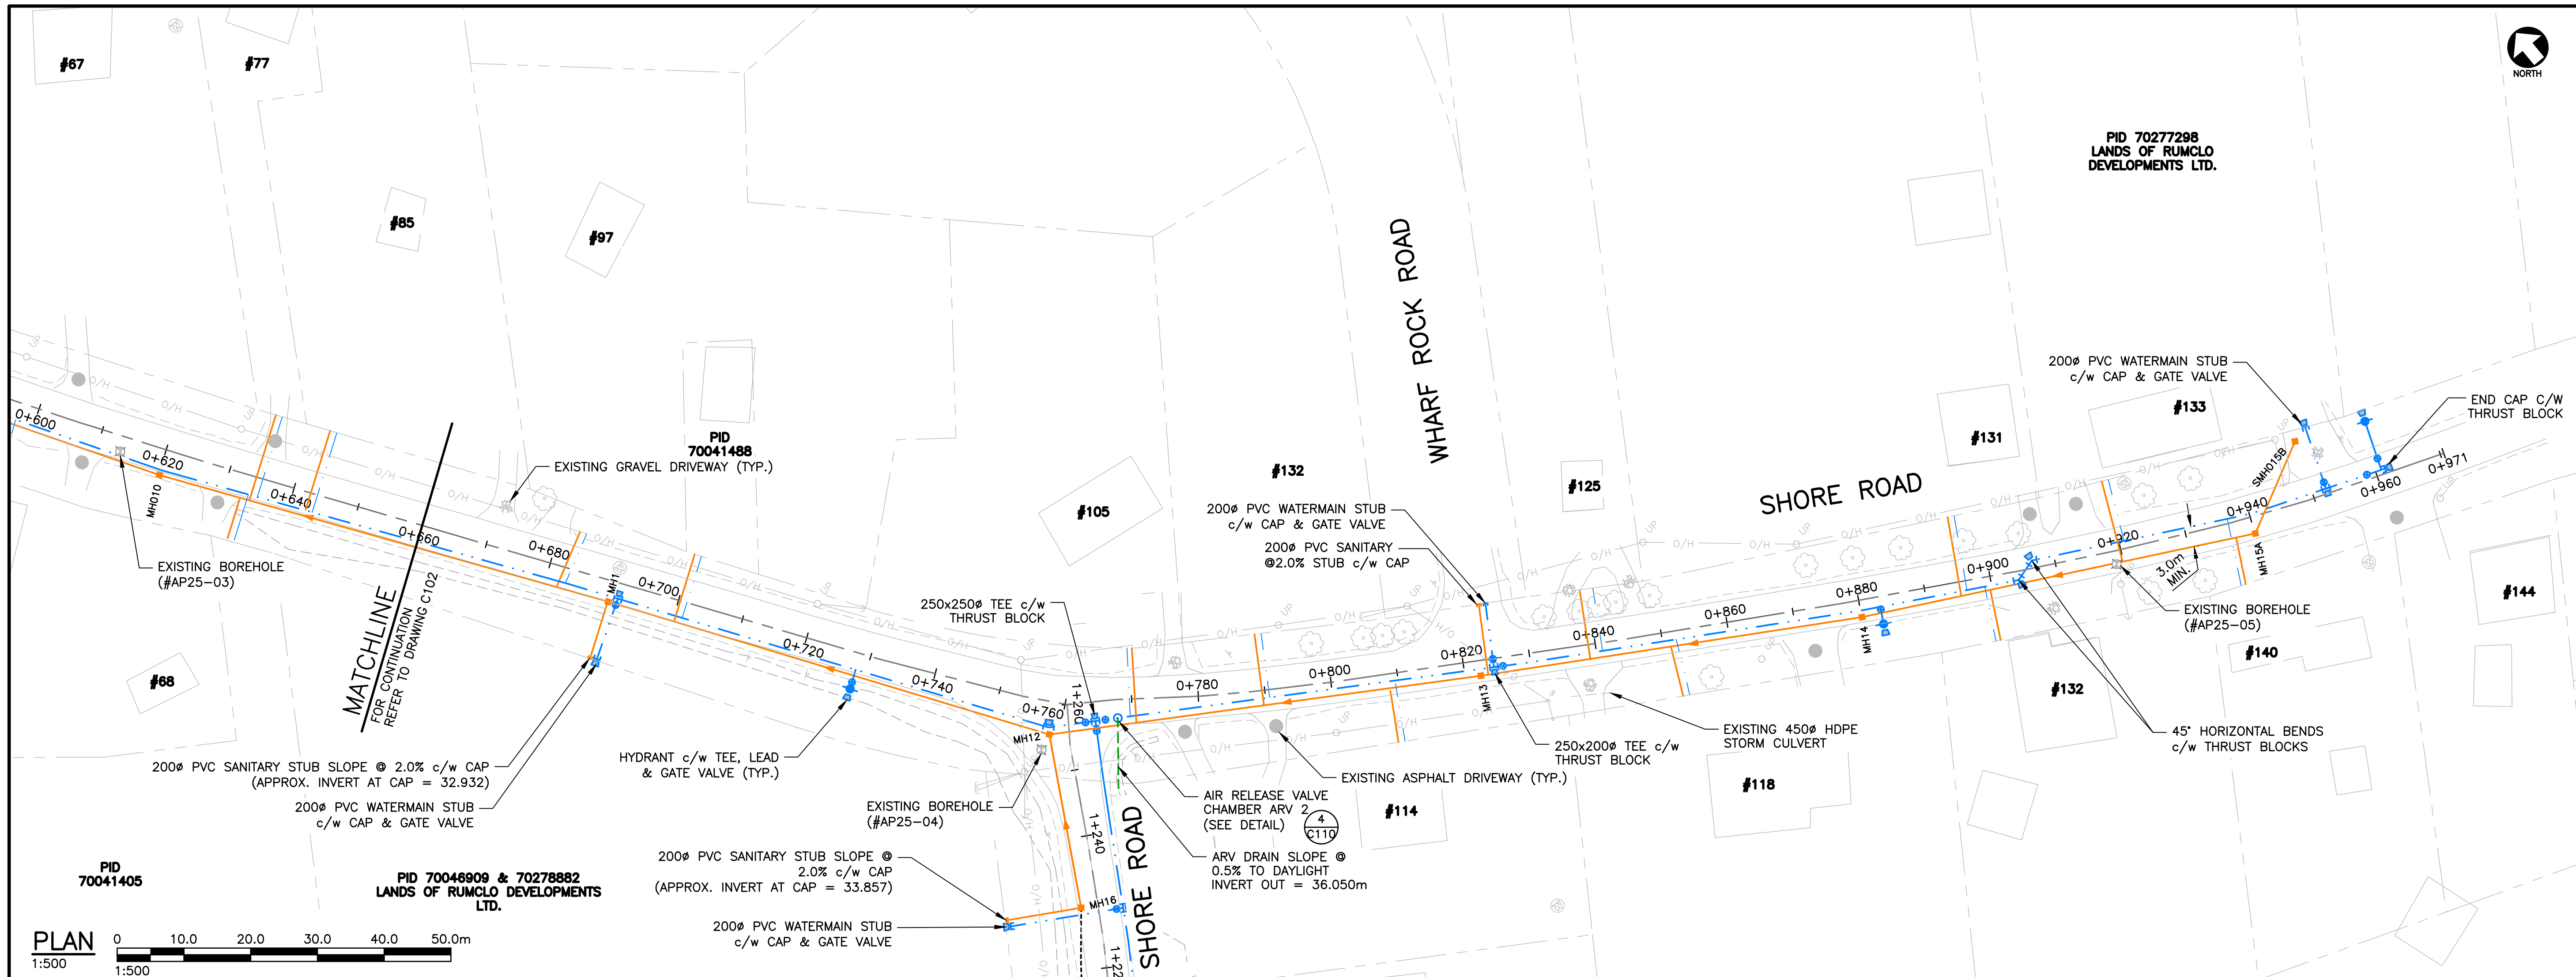 #67
#77
NORTH
PID 70277298
LANDS OF RUMCLO
DEVELOPMENTS LTD.
#85
#97
WHARF ROCK ROAD
UP
O/H
0+600
0+620
0+640
0+660
0+680
0+700
0+720
0+740
0+760
0+780
0+800
0+820
0+840
0+860
0+880
0+900
0+920
0+940
0+960
0+971
MH010
EXISTING BOREHOLE
(#AP25-03)
MATCHLINE
FOR CONTINUATION
REFER TO DRAWING C102
PID
70041488
EXISTING GRAVEL DRIVEWAY (TYP.)
MH1
#105
#132
200ø PVC WATERMAIN STUB
c/w CAP & GATE VALVE
200ø PVC SANITARY
@2.0% STUB c/w CAP
#125
SHORE ROAD
#131
200ø PVC WATERMAIN STUB
c/w CAP & GATE VALVE
#133
END CAP C/W
THRUST BLOCK
SMH015B
MH15A
3.0m
MIN.
#144
EXISTING BOREHOLE
(#AP25-05)
#140
#132
45° HORIZONTAL BENDS
c/w THRUST BLOCKS
MH14
MH13
250x250ø TEE c/w
THRUST BLOCK
250x200ø TEE c/w
THRUST BLOCK
EXISTING 450ø HDPE
STORM CULVERT
#118
EXISTING ASPHALT DRIVEWAY (TYP.)
#114
#68
200ø PVC SANITARY STUB SLOPE @ 2.0% c/w CAP
(APPROX. INVERT AT CAP = 32.932)
200ø PVC WATERMAIN STUB
c/w CAP & GATE VALVE
HYDRANT c/w TEE, LEAD
& GATE VALVE (TYP.)
MH12
1+260
1+240
1+22
EXISTING BOREHOLE
(#AP25-04)
AIR RELEASE VALVE
CHAMBER ARV 2
(SEE DETAIL)
4
C110
ARV DRAIN SLOPE @
0.5% TO DAYLIGHT
INVERT OUT = 36.050m
SHORE ROAD
MH16
200ø PVC SANITARY STUB SLOPE @
2.0% c/w CAP
(APPROX. INVERT AT CAP = 33.857)
200ø PVC WATERMAIN STUB
c/w CAP & GATE VALVE
PID
70041405
PID 70046909 & 70278882
LANDS OF RUMCLO DEVELOPMENTS
LTD.
PLAN
1:500
0 10.0 20.0 30.0 40.0 50.0m
1:500